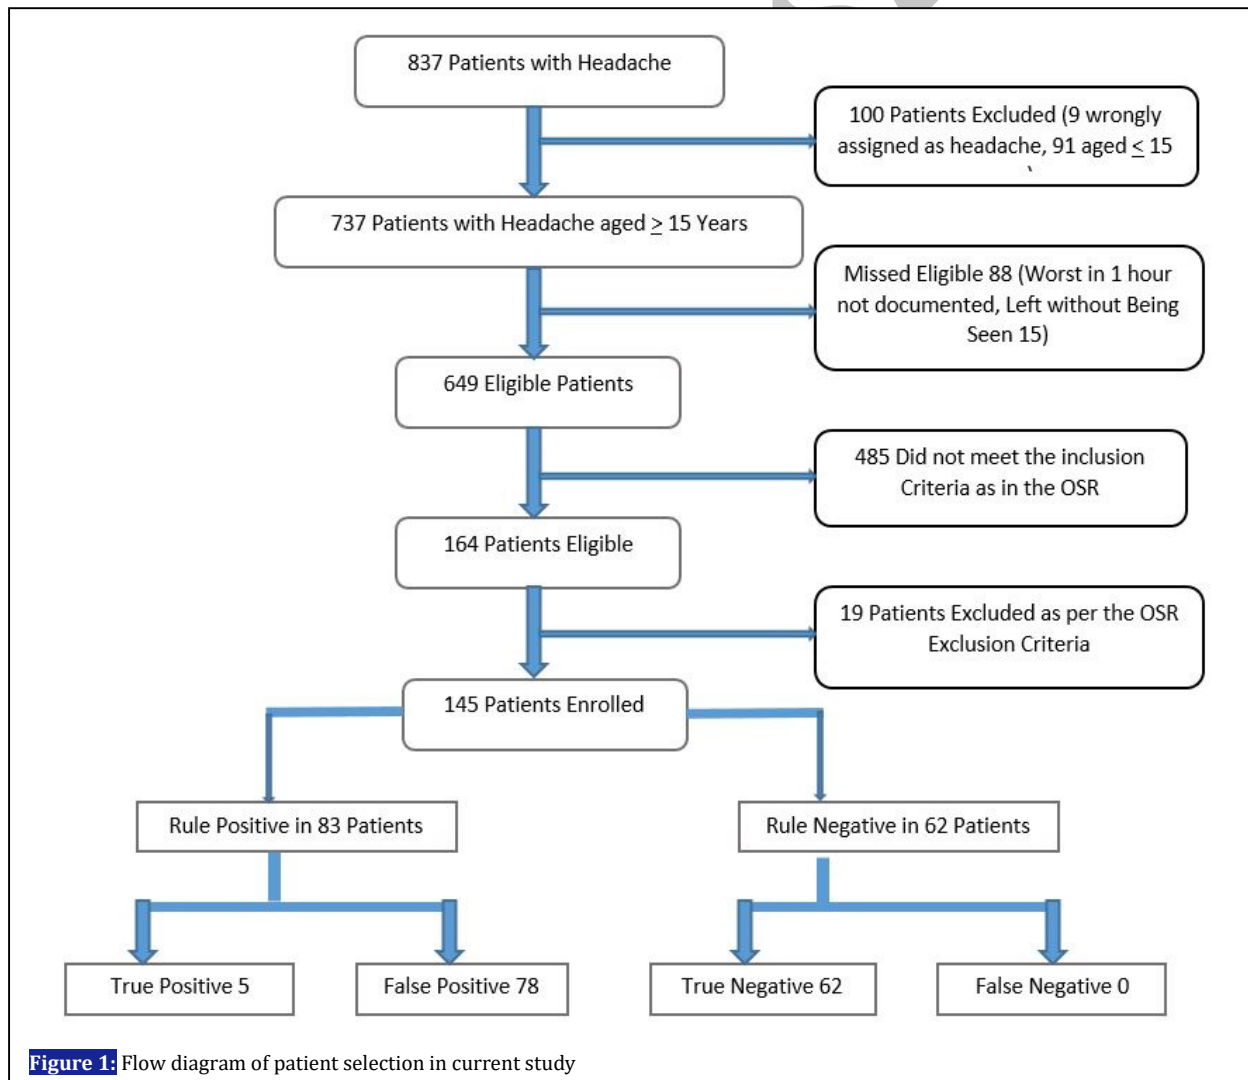 837 Patients with Headache
100 Patients Excluded (9 wrongly
assigned as headache, 91 aged ≤ 15
737 Patients with Headache aged ≥ 15 Years
Missed Eligible 88 (Worst in 1 hour
not documented, Left without Being
Seen 15)
649 Eligible Patients
485 Did not meet the inclusion
Criteria as in the OSR
164 Patients Eligible
19 Patients Excluded as per the OSR
Exclusion Criteria
145 Patients Enrolled
Rule Positive in 83 Patients
Rule Negative in 62 Patients
True Positive 5
False Positive 78
True Negative 62
False Negative 0
Figure 1: Flow diagram of patient selection in current study